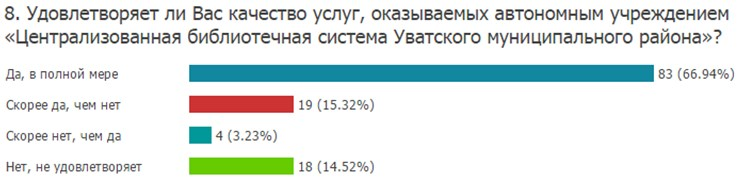 8. Удовлетворяет ли Вас качество услуг, оказываемых автономным учреждением
«Централизованная библиотечная система Уватского муниципального района»?
Да, в полной мере 83 (66.94%)
Скорее да, чем нет 19 (15.32%)
Скорее нет, чем да 4 (3.23%)
Нет, не удовлетворяет 18 (14.52%)